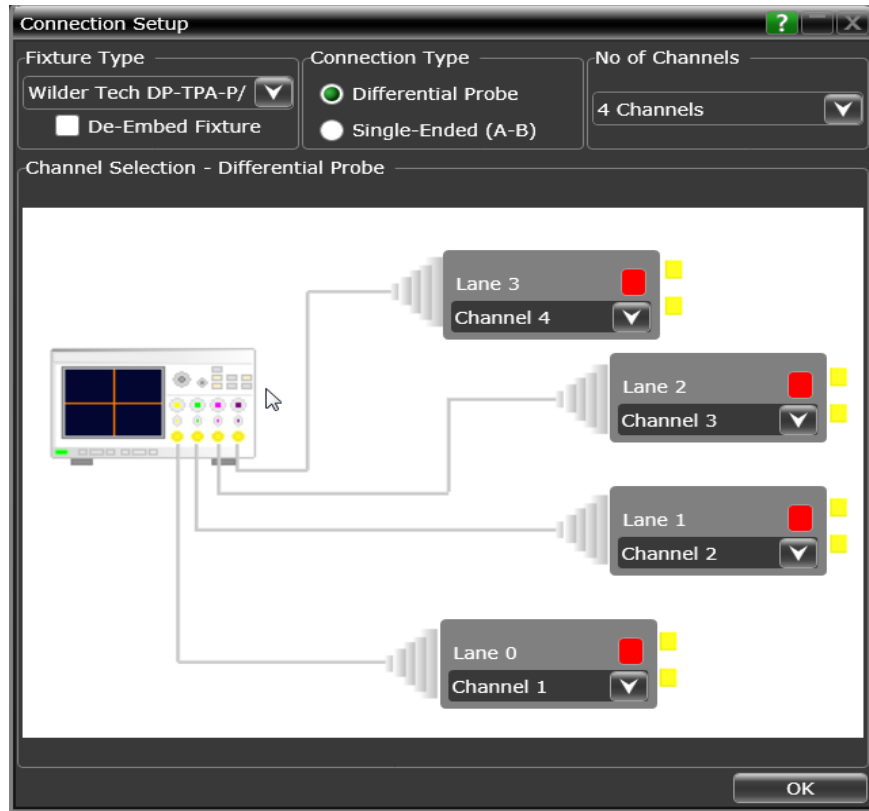 Connection Setup
?
Fixture Type
Connection Type
No of Channels
Wilder Tech DP-TPA-P/
Differential Probe
4 Channels
De-Embed Fixture
Single-Ended (A-B)
Channel Selection - Differential Probe
Lane 3
Channel 4
Lane 2
Channel 3
Lane 1
Channel 2
Lane 0
Channel 1
OK